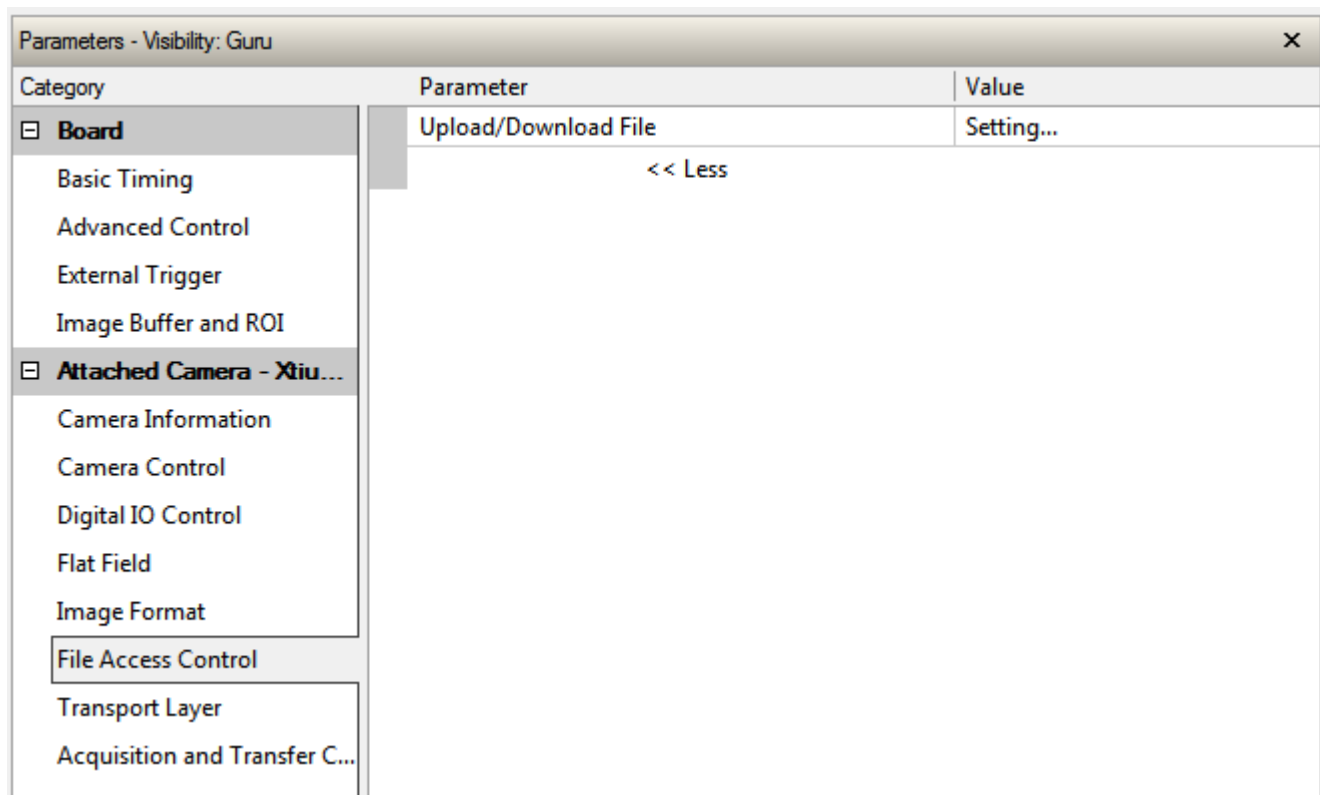 Parameters - Visibility: Guru ×
Category Parameter Value
Board Upload/Download File Setting...
Basic Timing << Less
Advanced Control
External Trigger
Image Buffer and ROI
Attached Camera - Xtiu...
Camera Information
Camera Control
Digital IO Control
Flat Field
Image Format
File Access Control
Transport Layer
Acquisition and Transfer C...